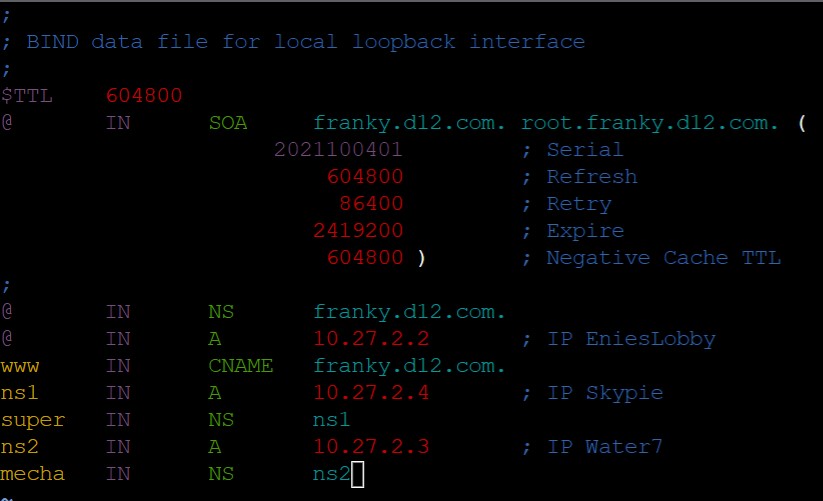 ;
; BIND data file for local loopback interface
;
$TTL    604800
@       IN      SOA     franky.d12.com. root.franky.d12.com. (
                     2021100401         ; Serial
                         604800         ; Refresh
                          86400         ; Retry
                        2419200         ; Expire
                         604800 )       ; Negative Cache TTL
;
@       IN      NS      franky.d12.com.
@       IN      A       10.27.2.2       ; IP EniesLobby
www     IN      CNAME   franky.d12.com.
ns1     IN      A       10.27.2.4       ; IP Skypie
super   IN      NS      ns1
ns2     IN      A       10.27.2.3       ; IP Water7
mecha   IN      NS      ns2